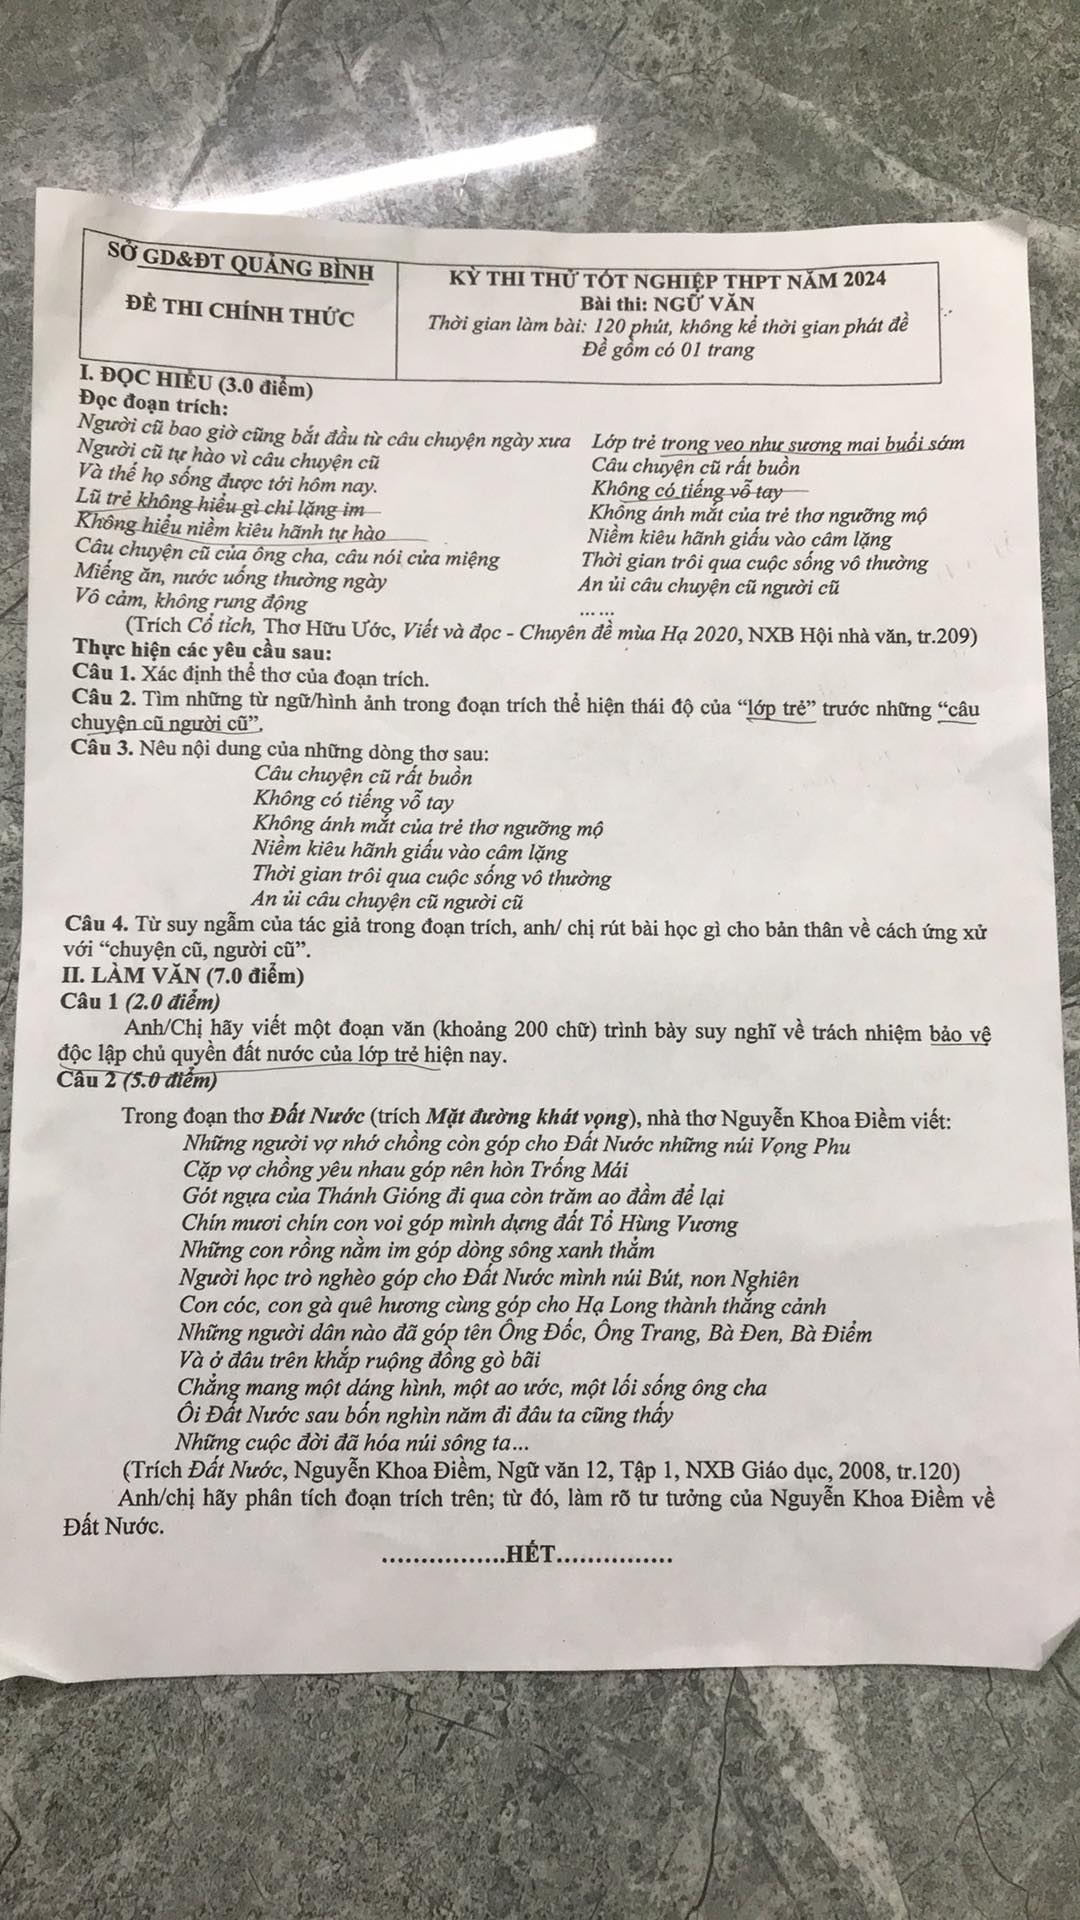 SỞ GD&ĐT QUẢNG BÌNH
ĐỀ THI CHÍNH THỨC
KỲ THI THỬ TỐT NGHIỆP THPT NĂM 2024
Bài thi: NGỮ VĂN
Thời gian làm bài: 120 phút, không kể thời gian phát đề
Đề gồm có 01 trang
I. ĐỌC HIỂU (3.0 điểm)
Đọc đoạn trích:
Người cũ bao giờ cũng bắt đầu từ câu chuyện ngày xưa
Người cũ tự hào vì câu chuyện cũ
Và thế họ sống được tới hôm nay.
Lũ trẻ không hiểu gì chỉ lặng im
Không hiểu niềm kiêu hãnh tự hào
Câu chuyện cũ của ông cha, câu nói cửa miệng
Miếng ăn, nước uống thường ngày
Vô cảm, không rung động
Lớp trẻ trong veo như sương mai buổi sớm
Câu chuyện cũ rất buồn
Không có tiếng vỗ tay
Không ánh mắt của trẻ thơ ngưỡng mộ
Niềm kiêu hãnh giấu vào câm lặng
Thời gian trôi qua cuộc sống vô thường
An ủi câu chuyện cũ người cũ
... ...
(Trích Cổ tích, Thơ Hữu Ước, Viết và đọc - Chuyên đề mùa Hạ 2020, NXB Hội nhà văn, tr.209)
Thực hiện các yêu cầu sau:
Câu 1. Xác định thể thơ của đoạn trích.
Câu 2. Tìm những từ ngữ/hình ảnh trong đoạn trích thể hiện thái độ của “lớp trẻ” trước những “câu
chuyện cũ người cũ”.
Câu 3. Nêu nội dung của những dòng thơ sau:
Câu chuyện cũ rất buồn
Không có tiếng vỗ tay
Không ánh mắt của trẻ thơ ngưỡng mộ
Niềm kiêu hãnh giấu vào câm lặng
Thời gian trôi qua cuộc sống vô thường
An ủi câu chuyện cũ người cũ
Câu 4. Từ suy ngẫm của tác giả trong đoạn trích, anh/ chị rút bài học gì cho bản thân về cách ứng xử
với “chuyện cũ, người cũ”.
II. LÀM VĂN (7.0 điểm)
Câu 1 (2.0 điểm)
Anh/Chị hãy viết một đoạn văn (khoảng 200 chữ) trình bày suy nghĩ về trách nhiệm bảo vệ
độc lập chủ quyền đất nước của lớp trẻ hiện nay.
Câu 2 (5.0 điểm)
Trong đoạn thơ Đất Nước (trích Mặt đường khát vọng), nhà thơ Nguyễn Khoa Điềm viết:
Những người vợ nhớ chồng còn góp cho Đất Nước những núi Vọng Phu
Cặp vợ chồng yêu nhau góp nên hòn Trống Mái
Gót ngựa của Thánh Gióng đi qua còn trăm ao đầm để lại
Chín mươi chín con voi góp mình dựng đất Tổ Hùng Vương
Những con rồng nằm im góp dòng sông xanh thẳm
Người học trò nghèo góp cho Đất Nước mình núi Bút, non Nghiên
Con cóc, con gà quê hương cùng góp cho Hạ Long thành thắng cảnh
Những người dân nào đã góp tên Ông Đốc, Ông Trang, Bà Đen, Bà Điểm
Và ở đâu trên khắp ruộng đồng gò bãi
Chẳng mang một dáng hình, một ao ước, một lối sống ông cha
Ôi Đất Nước sau bốn nghìn năm đi đâu ta cũng thấy
Những cuộc đời đã hóa núi sông ta...
(Trích Đất Nước, Nguyễn Khoa Điềm, Ngữ văn 12, Tập 1, NXB Giáo dục, 2008, tr.120)
Anh/chị hãy phân tích đoạn trích trên; từ đó, làm rõ tư tưởng của Nguyễn Khoa Điềm về
Đất Nước.
.................HẾT................